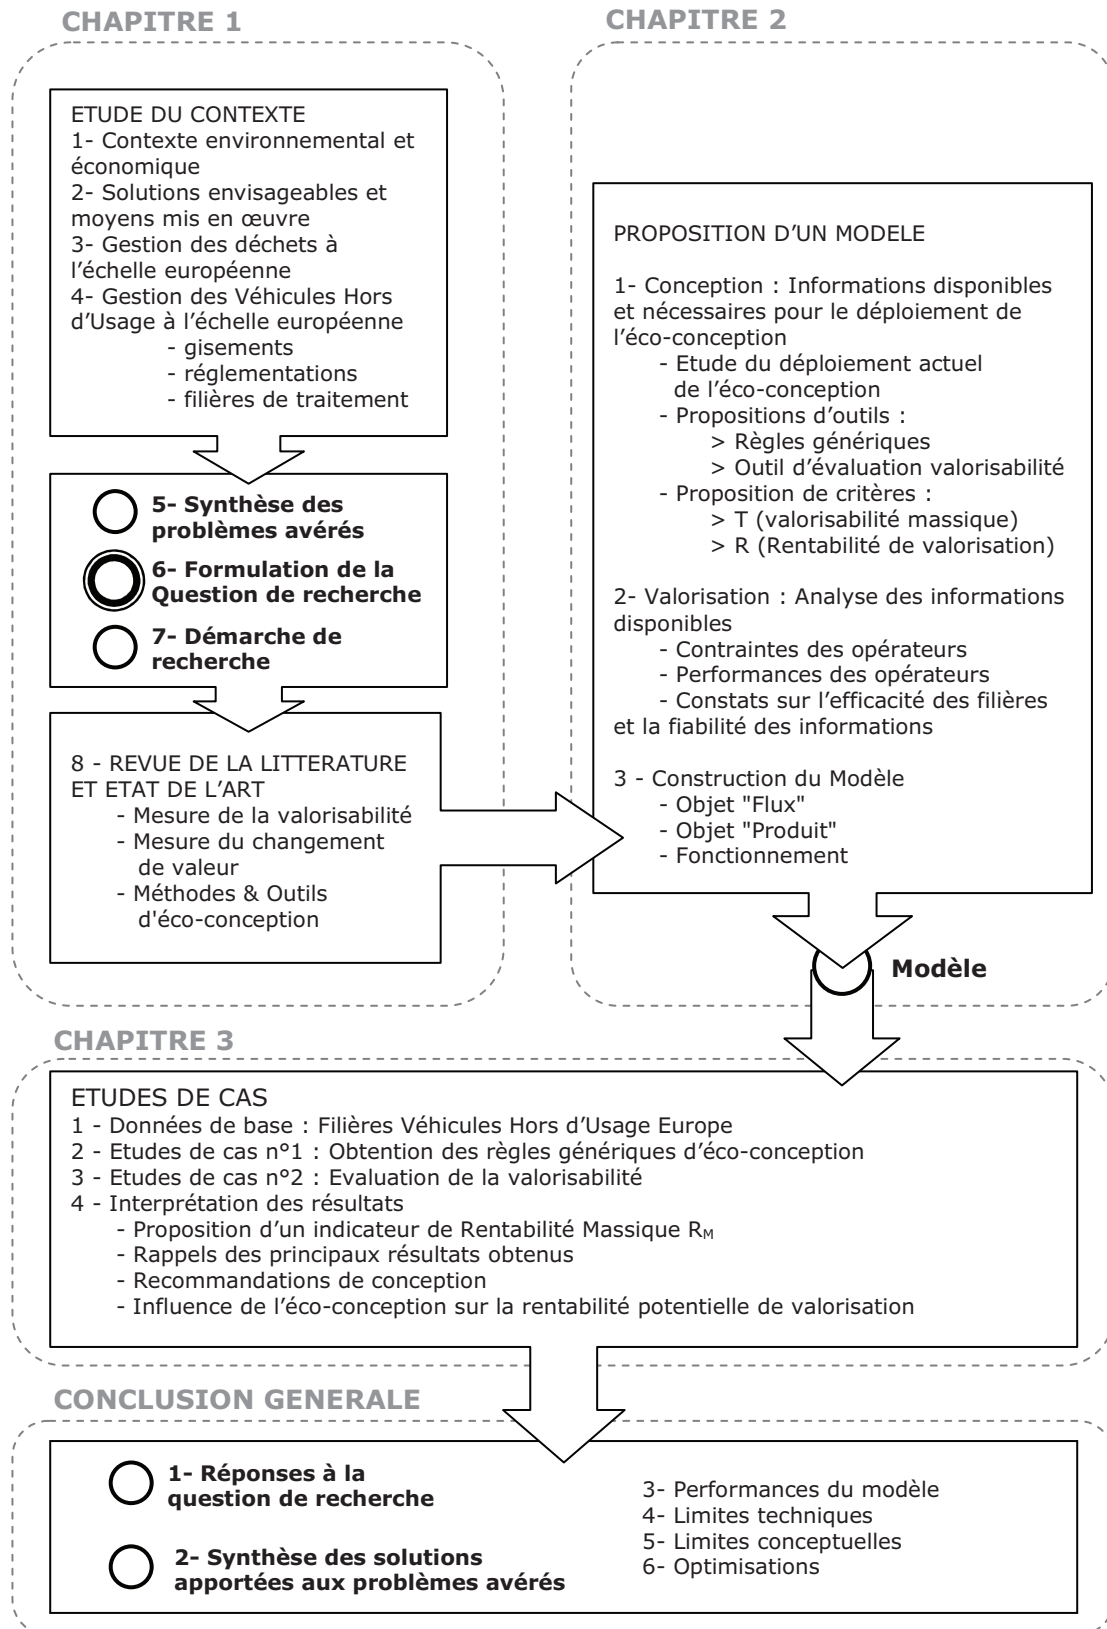 CHAPITRE 1
ETUDE DU CONTEXTE
1- Contexte environnemental et
économique
2- Solutions envisageables et
moyens mis en œuvre
3- Gestion des déchets à
l’échelle européenne
4- Gestion des Véhicules Hors
d’Usage à l’échelle européenne
- gisements
- réglementations
- filières de traitement
5- Synthèse des
problèmes avérés
6- Formulation de la
Question de recherche
7- Démarche de
recherche
8 - REVUE DE LA LITTERATURE
ET ETAT DE L’ART
- Mesure de la valorisabilité
- Mesure du changement
de valeur
- Méthodes & Outils
d'éco-conception
CHAPITRE 2
PROPOSITION D’UN MODELE
1- Conception : Informations disponibles
et nécessaires pour le déploiement de
l’éco-conception
- Etude du déploiement actuel
de l’éco-conception
- Propositions d’outils :
> Règles génériques
> Outil d’évaluation valorisabilité
- Proposition de critères :
> T (valorisabilité massique)
> R (Rentabilité de valorisation)
2- Valorisation : Analyse des informations
disponibles
- Contraintes des opérateurs
- Performances des opérateurs
- Constats sur l’efficacité des filières
et la fiabilité des informations
3 - Construction du Modèle
- Objet "Flux"
- Objet "Produit"
- Fonctionnement
Modèle
CHAPITRE 3
ETUDES DE CAS
1 - Données de base : Filières Véhicules Hors d’Usage Europe
2 - Etudes de cas n°1 : Obtention des règles génériques d’éco-conception
3 - Etudes de cas n°2 : Evaluation de la valorisabilité
4 - Interprétation des résultats
- Proposition d’un indicateur de Rentabilité Massique RM
- Rappels des principaux résultats obtenus
- Recommandations de conception
- Influence de l’éco-conception sur la rentabilité potentielle de valorisation
CONCLUSION GENERALE
1- Réponses à la
question de recherche
2- Synthèse des solutions
apportées aux problèmes avérés
3- Performances du modèle
4- Limites techniques
5- Limites conceptuelles
6- Optimisations